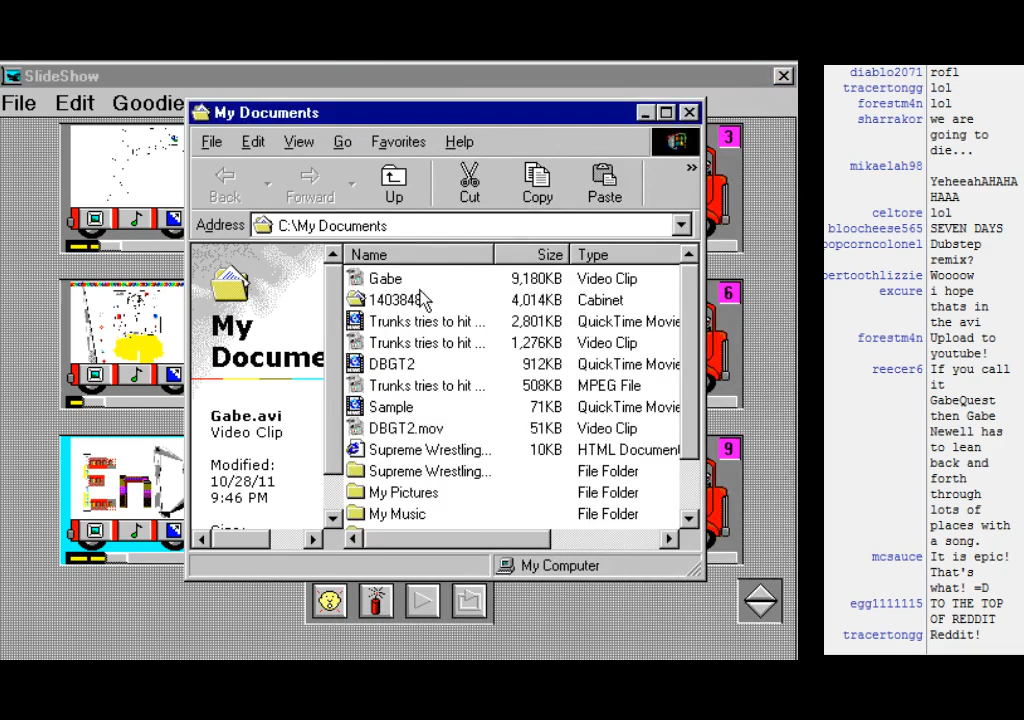 SlideShow
File Edit Goodie
3
6
9
My Documents
File Edit View Go Favorites Help
Back Forward Up Cut Copy Paste »
Address C:\My Documents
My
Docume
Gabe.avi
Video Clip
Modified:
10/28/11
9:46 PM
Name Size Type
Gabe 9,180KB Video Clip
1403848 4,014KB Cabinet
Trunks tries to hit ... 2,801KB QuickTime Movie
Trunks tries to hit ... 1,276KB Video Clip
DBGT2 912KB QuickTime Movie
Trunks tries to hit ... 508KB MPEG File
Sample 71KB QuickTime Movie
DBGT2.mov 51KB Video Clip
Supreme Wrestling... 10KB HTML Document
Supreme Wrestling... File Folder
My Pictures File Folder
My Music File Folder
My Computer
diablo2071 rofl
tracertongg lol
forestm4n lol
sharrakor we are
going to
die...
mikaelah98
YeheeahAHAHA
HAAA
celtore lol
bloocheese565 SEVEN DAYS
opcorncolonel Dubstep
remix?
pertoothlizzie Woooow
excure i hope
thats in
the avi
forestm4n Upload to
youtube!
reecer6 If you call
it
GabeQuest
then Gabe
Newell has
to lean
back and
forth
through
lots of
places with
a song.
mcsauce It is epic!
That's
what! =D
egg1111115 TO THE TOP
OF REDDIT
tracertongg Reddit!